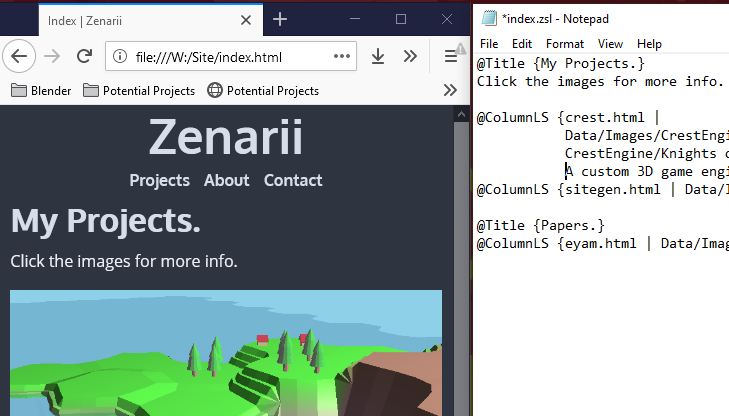 Index | Zenarii
file:///W:/Site/index.html
Blender Potential Projects Potential Projects
Zenarii
Projects About Contact
My Projects.
Click the images for more info.
*index.zsl - Notepad
File Edit Format View Help
@Title {My Projects.}
Click the images for more info.
@ColumnLS {crest.html |
Data/Images/CrestEngi
CrestEngine/Knights
A custom 3D game engi
@ColumnLS {sitegen.html | Data/I
@Title {Papers.}
@ColumnLS {eyam.html | Data/Imag